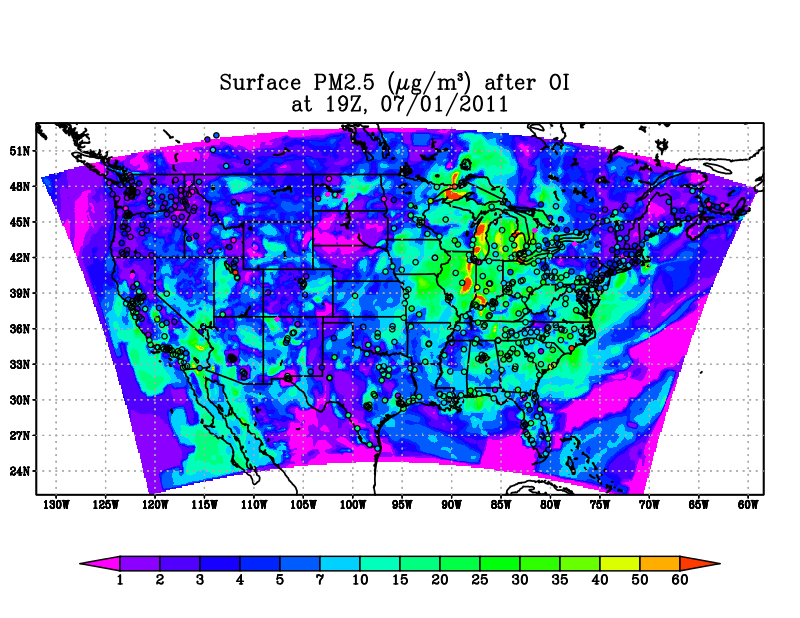 Surface PM2.5 (μg/m³) after OI
at 19Z, 07/01/2011
51N
48N
45N
42N
39N
36N
33N
30N
27N
24N
130W 125W 120W 115W 110W 105W 100W 95W 90W 85W 80W 75W 70W 65W 60W
1 2 3 4 5 7 10 15 20 25 30 35 40 50 60